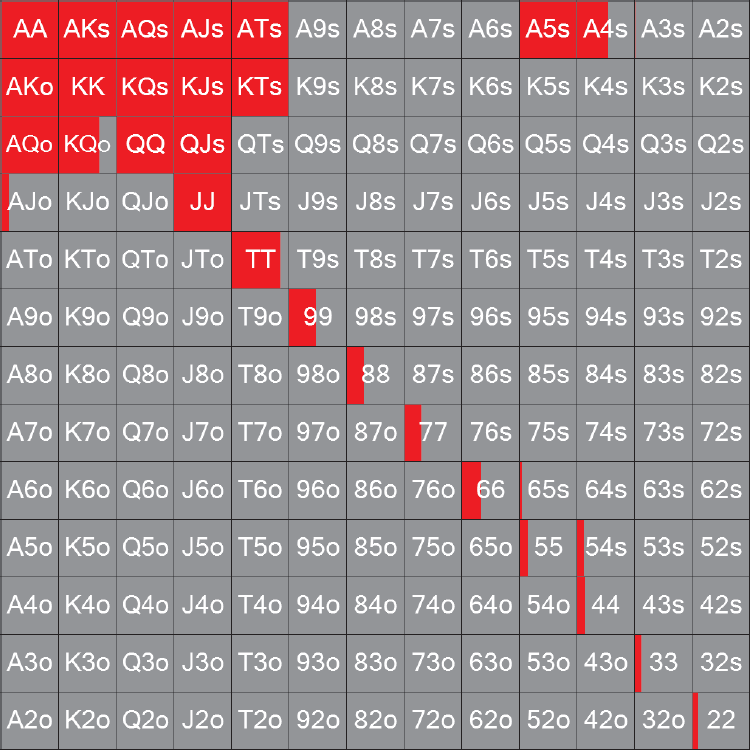 AA AKs AQs AJs ATs A9s A8s A7s A6s A5s A4s A3s A2s
AKo KK KQs KJs KTs K9s K8s K7s K6s K5s K4s K3s K2s
AQo KQo QQ QJs QTs Q9s Q8s Q7s Q6s Q5s Q4s Q3s Q2s
AJo KJo QJo JJ JTs J9s J8s J7s J6s J5s J4s J3s J2s
ATo KTo QTo JTo TT T9s T8s T7s T6s T5s T4s T3s T2s
A9o K9o Q9o J9o T9o 99 98s 97s 96s 95s 94s 93s 92s
A8o K8o Q8o J8o T8o 98o 88 87s 86s 85s 84s 83s 82s
A7o K7o Q7o J7o T7o 97o 87o 77 76s 75s 74s 73s 72s
A6o K6o Q6o J6o T6o 96o 86o 76o 66 65s 64s 63s 62s
A5o K5o Q5o J5o T5o 95o 85o 75o 65o 55 54s 53s 52s
A4o K4o Q4o J4o T4o 94o 84o 74o 64o 54o 44 43s 42s
A3o K3o Q3o J3o T3o 93o 83o 73o 63o 53o 43o 33 32s
A2o K2o Q2o J2o T2o 92o 82o 72o 62o 52o 42o 32o 22